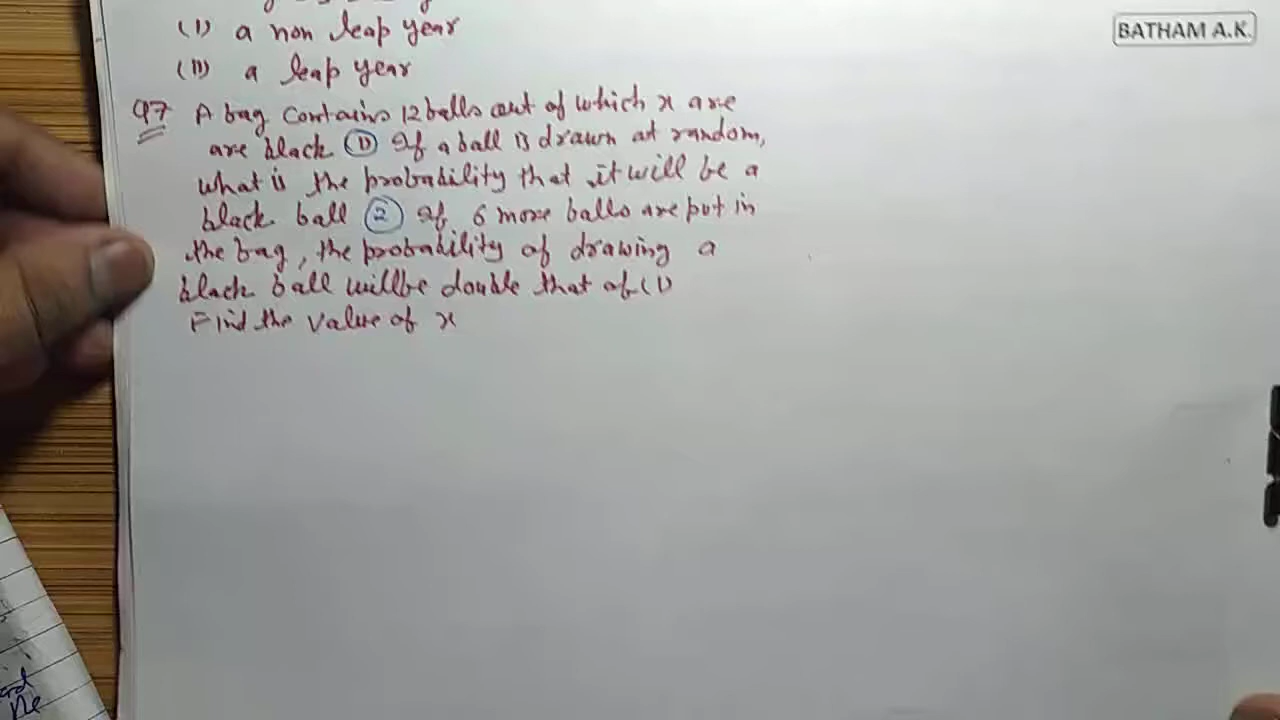 (I) a non leap year
(II) a leap year
BATHAM A.K.
Q7 A bag contains 12 balls out of which x are
are black (1) If a ball is drawn at random,
what is the probability that it will be a
black ball (2) If 6 more balls are put in
the bag, the probability of drawing a
black ball will be double that of (1)
Find the value of x